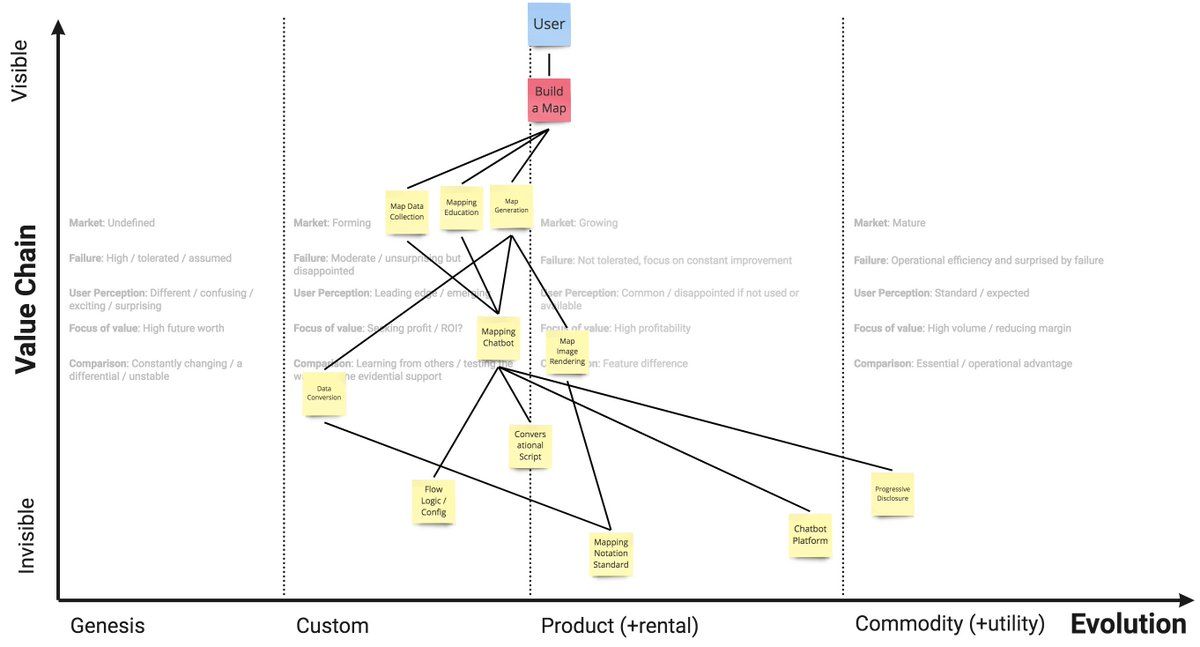 User
Build
a Map
Map Data
Collection
Mapping
Education
Map
Generation
Market: Undefined
Failure: High / tolerated / assumed
User Perception: Different / confusing /
exciting / surprising
Focus of value: High future worth
Comparison: Constantly changing / a
differential / unstable
Market: Forming
Failure: Moderate / unsurprising but
disappointed
User Perception: Leading edge / emerging
Focus of value: Seeking profit / ROI?
Comparison: Learning from others / testing the
evidential support
Market: Growing
Failure: Not tolerated, focus on constant improvement
User Perception: Common / disappointed if not used or
available
Focus of value: High profitability
Feature difference
Market: Mature
Failure: Operational efficiency and surprised by failure
User Perception: Standard / expected
Focus of value: High volume / reducing margin
Comparison: Essential / operational advantage
Mapping
Chatbot
Map
Image
Rendering
Data
Conversion
Convers
ational
Script
Flow
Logic /
Config
Mapping
Notation
Standard
Chatbot
Platform
Progressive
Disclosure
Visible
Value Chain
Invisible
Genesis
Custom
Product (+rental)
Commodity (+utility)
Evolution